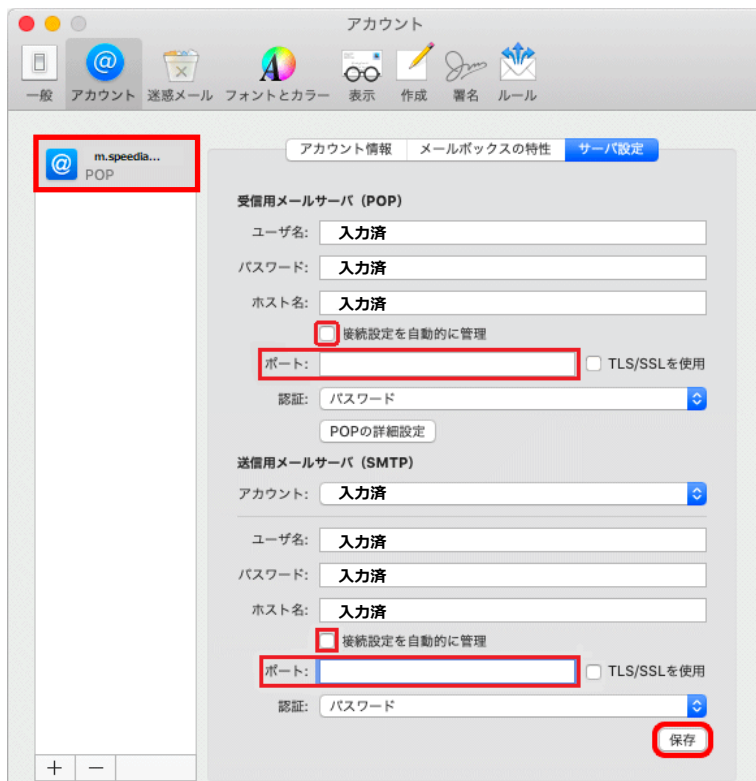 アカウント
一般 アカウント 迷惑メール フォントとカラー 表示 作成 署名 ルール
m.speedia...
POP
アカウント情報 メールボックスの特性 サーバ設定
受信用メールサーバ（POP）
ユーザ名: 入力済
パスワード: 入力済
ホスト名: 入力済
接続設定を自動的に管理
ポート: TLS/SSLを使用
認証: パスワード
POPの詳細設定
送信用メールサーバ（SMTP）
アカウント: 入力済
ユーザ名: 入力済
パスワード: 入力済
ホスト名: 入力済
接続設定を自動的に管理
ポート: TLS/SSLを使用
認証: パスワード
保存